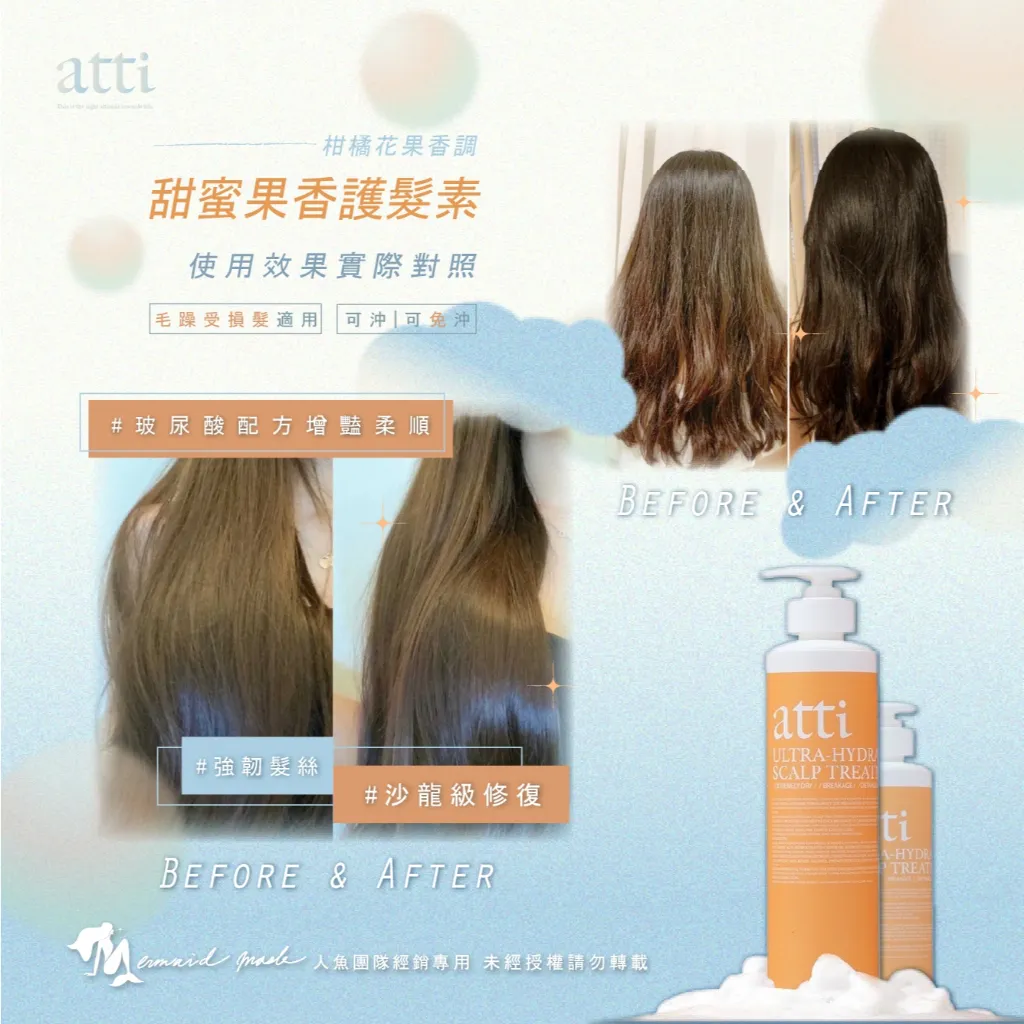 atti
柑橘花果香調
甜蜜果香護髮素
使用效果實際對照
毛躁受損髮適用
可沖|可免沖
#玻尿酸配方增豔柔順
BEFORE & AFTER
#強韌髮絲
#沙龍級修復
BEFORE & AFTER
atti
ULTRA-HYDRA
SCALP TREAT
ti
A-HYDR
P TREAT
Mermaid made 人魚團隊經銷專用 未經授權請勿轉載